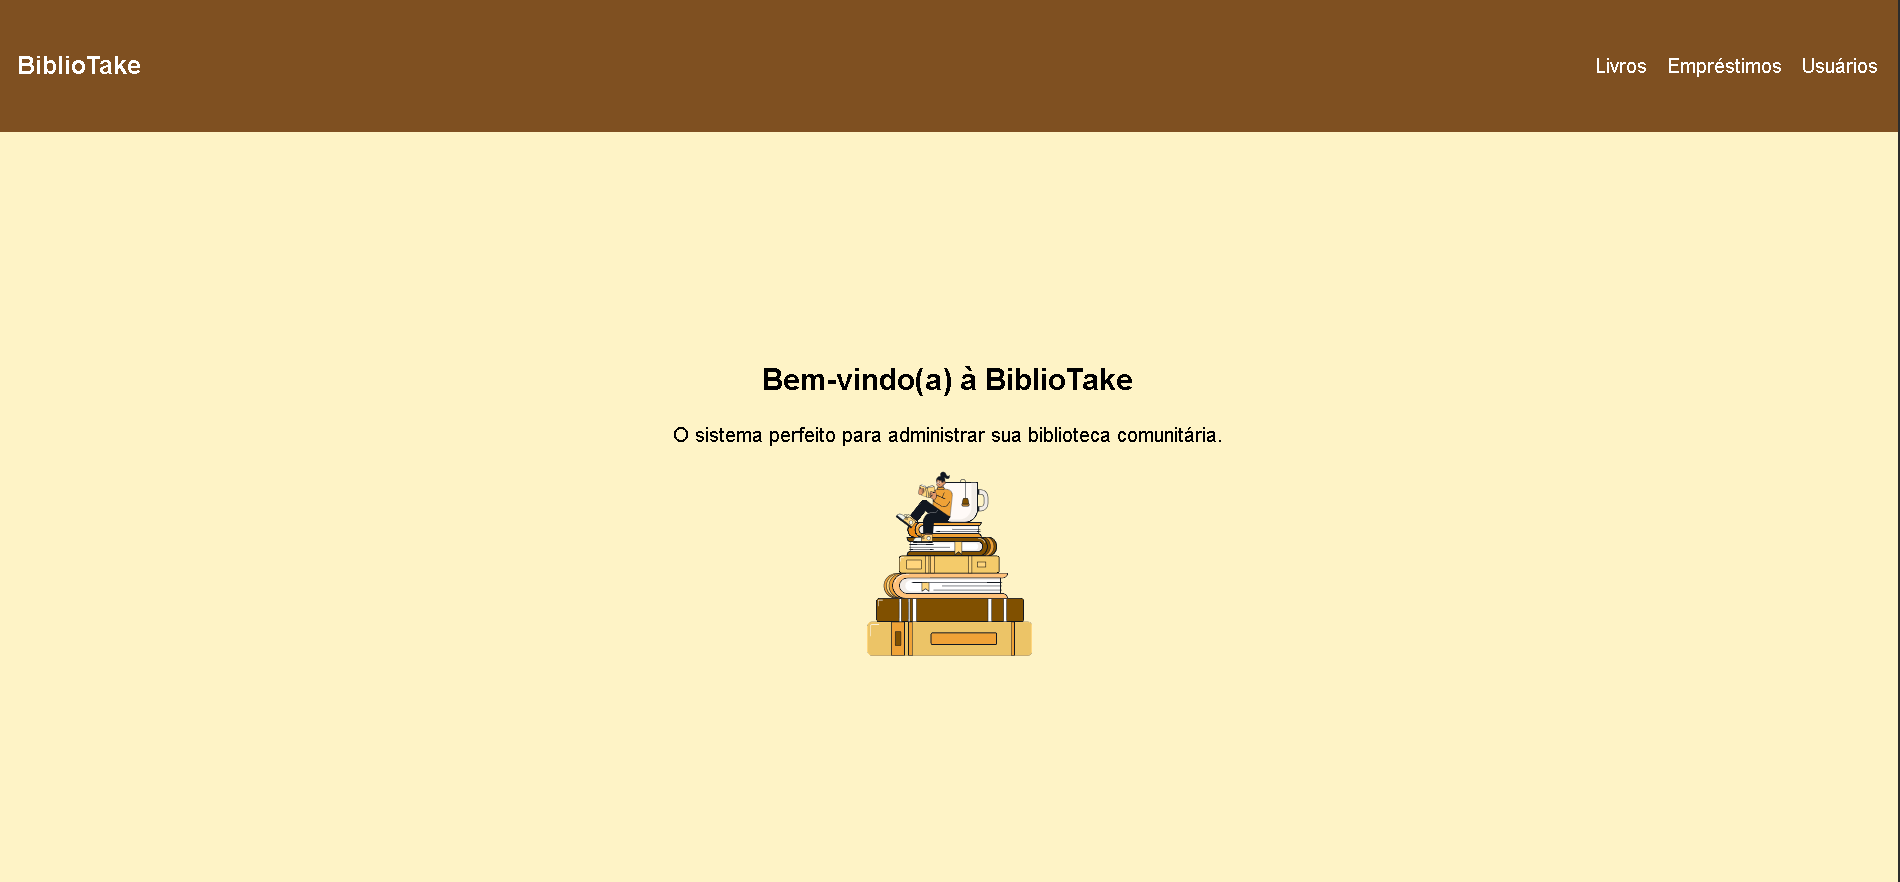 BiblioTake
Livros Empréstimos Usuários
Bem-vindo(a) à BiblioTake
O sistema perfeito para administrar sua biblioteca comunitária.